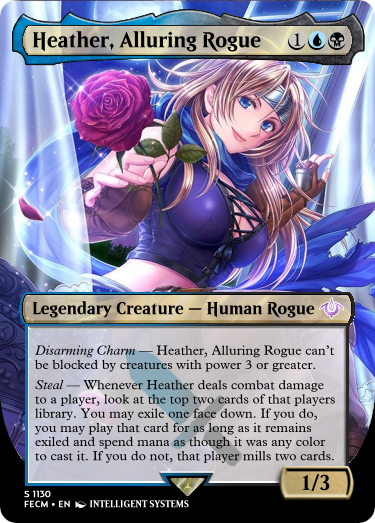 Heather, Alluring Rogue 1
Legendary Creature — Human Rogue
Disarming Charm — Heather, Alluring Rogue can't
be blocked by creatures with power 3 or greater.
Steal — Whenever Heather deals combat damage
to a player, look at the top two cards of that players
library. You may exile one face down. If you do,
you may play that card for as long as it remains
exiled and spend mana as though it was any color
to cast it. If you do not, that player mills two cards.
1/3
S 1130
FECM • EN INTELLIGENT SYSTEMS